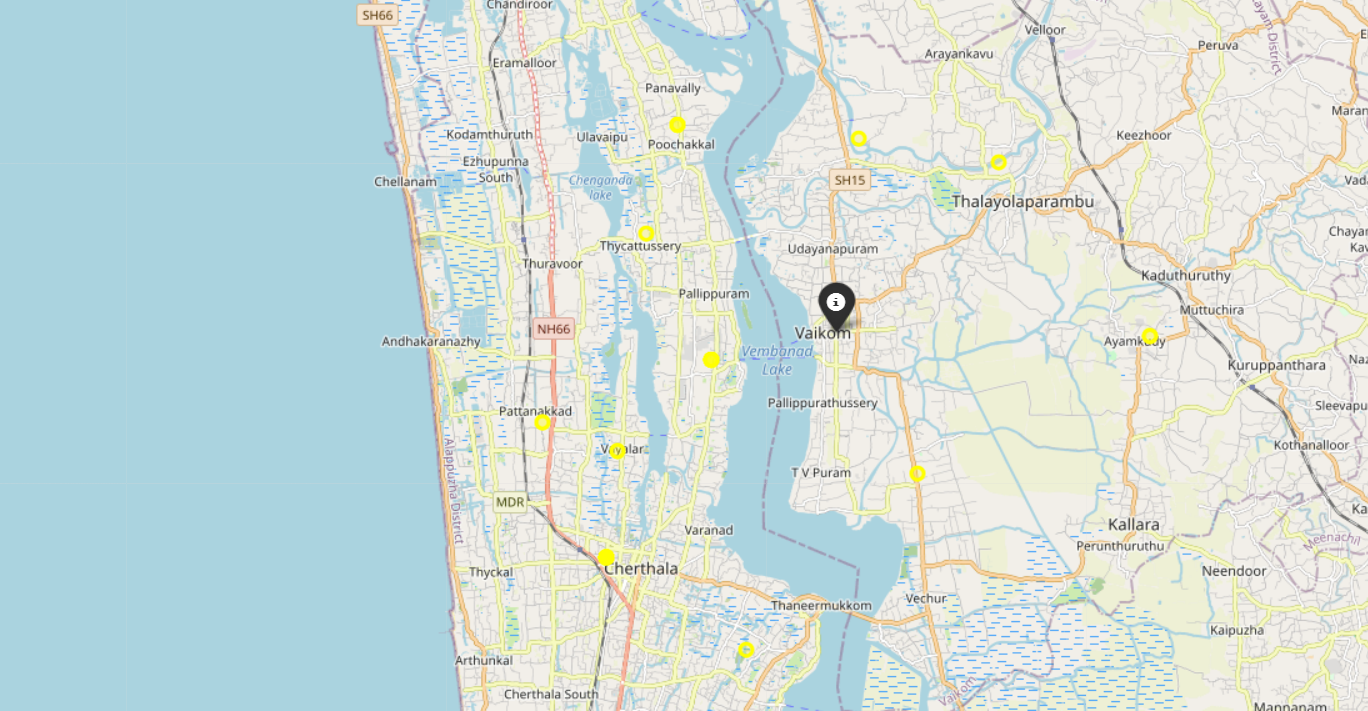 Chandiroor
SH66
Velloor
Peruva
Arayankavu
Eramalloor
Panavally
Kodamthuruth
Ulavaipu
Poochakkal
Keezhoor
Ezhupunna
South
Chellanam
Chenganda
lake
SH15
Thalayolaparambu
Thycattussery
Udayanapuram
Thuravoor
Kaduthuruthy
Pallippuram
Muttuchira
NH66
Vaikom
Andhakaranazhy
Ayamkudy
Vembanad
Lake
Kuruppanthara
Pallippurathussery
Pattanakkad
Vayalar
Kothanalloor
T V Puram
MDR
Alappuzha District
Varanad
Kallara
Perunthuruthu
Meenachil
Thyckal
Cherthala
Neendoor
Thaneermukkom
Vechur
Kaipuzha
Arthunkal
Cherthala South
Vaikom
Mannanam